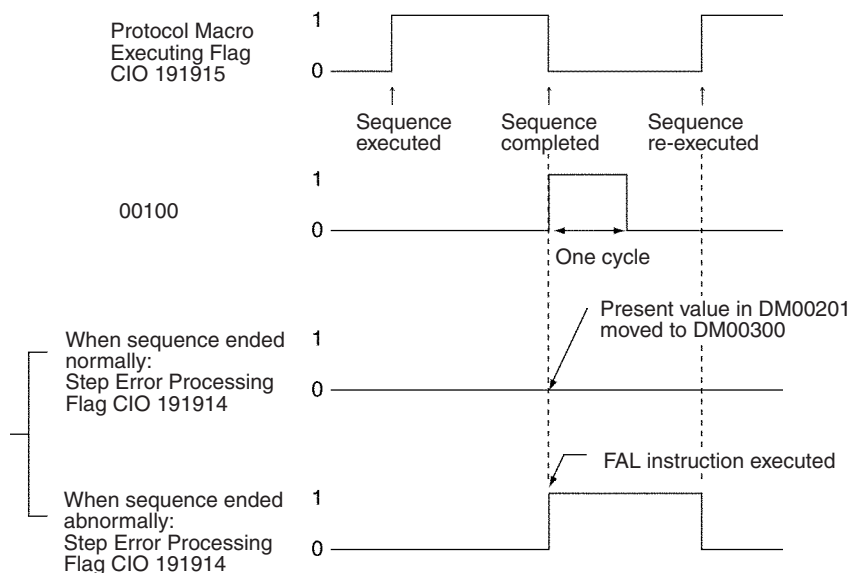 Protocol Macro
Executing Flag
CIO 191915
1
0
Sequence
executed
Sequence
completed
Sequence
re-executed
00100
1
0
One cycle
Present value in DM00201
moved to DM00300
When sequence ended
normally:
Step Error Processing
Flag CIO 191914
1
0
FAL instruction executed
When sequence ended
abnormally:
Step Error Processing
Flag CIO 191914
1
0